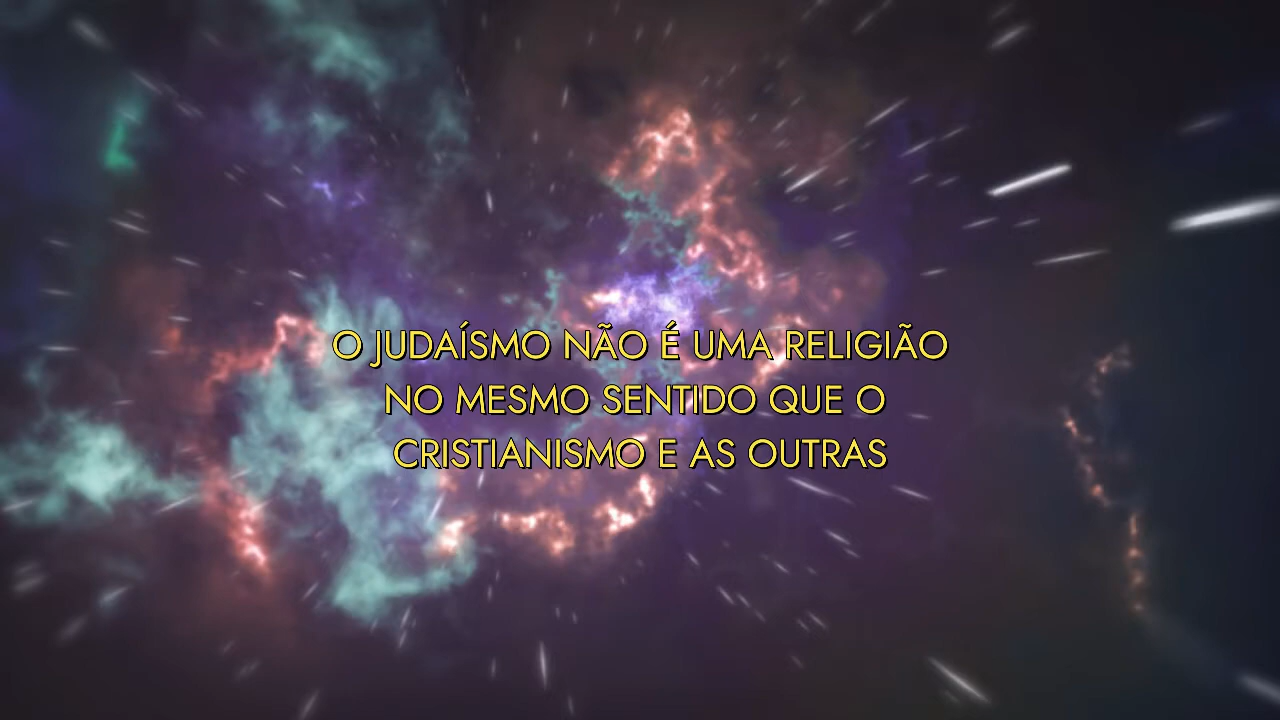 O JUDAÍSMO NÃO É UMA RELIGIÃO
NO MESMO SENTIDO QUE O
CRISTIANISMO E AS OUTRAS